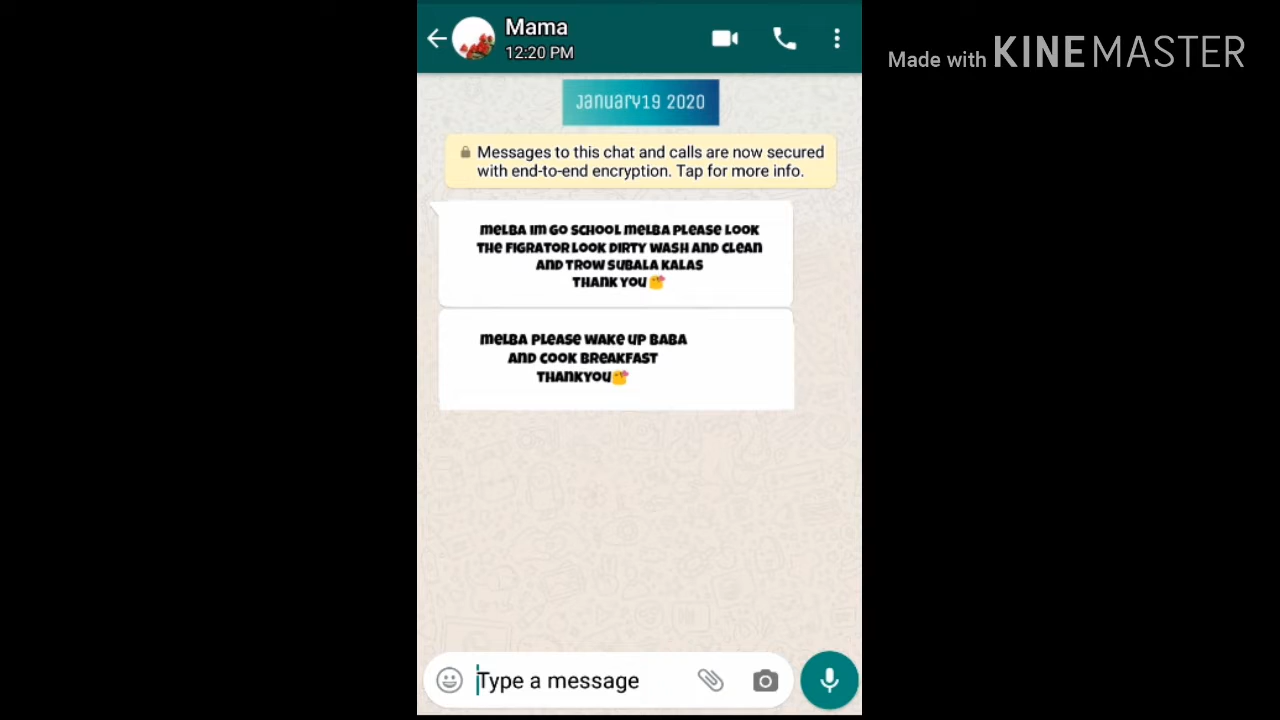 Mama
12:20 PM
Made with KINEMASTER
January19 2020
Messages to this chat and calls are now secured
with end-to-end encryption. Tap for more info.
melba im go school melba please look
the figrator look dirty wash and clean
and trow subala kalas
thank you 😘
melba please wake up baba
and cook breakfast
thankyou😘
Type a message